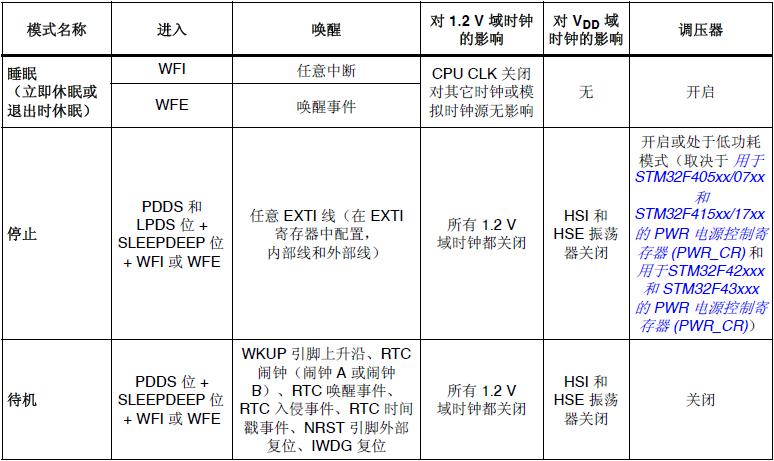 模式名称
进入
唤醒
对 1.2 V 域时钟
的影响
对 VDD 域
时钟的影响
调压器
睡眠
（立即休眠或
退出时休眠）
WFI
任意中断
WFE
唤醒事件
CPU CLK 关闭
对其它时钟或模
拟时钟源无影响
无
开启
停止
PDDS 和
LPDS 位 +
SLEEPDEEP 位
+ WFI 或 WFE
任意 EXTI 线（在 EXTI
寄存器中配置，
内部线和外部线）
所有 1.2 V
域时钟都关闭
HSI 和
HSE 振荡
器关闭
开启或处于低功耗
模式（取决于 用于
STM32F405xx/07xx
和
STM32F415xx/17xx
的 PWR 电源控制寄
存器 (PWR_CR) 和
用于STM32F42xxx
和 STM32F43xxx
的 PWR 电源控制寄
存器 (PWR_CR)）
待机
PDDS 位 +
SLEEPDEEP 位
+ WFI 或 WFE
WKUP 引脚上升沿、RTC
闹钟（闹钟 A 或闹钟
B）、RTC 唤醒事件、
RTC 入侵事件、RTC 时间
戳事件、NRST 引脚外部
复位、IWDG 复位
所有 1.2 V
域时钟都关闭
HSI 和
HSE 振荡
器关闭
关闭